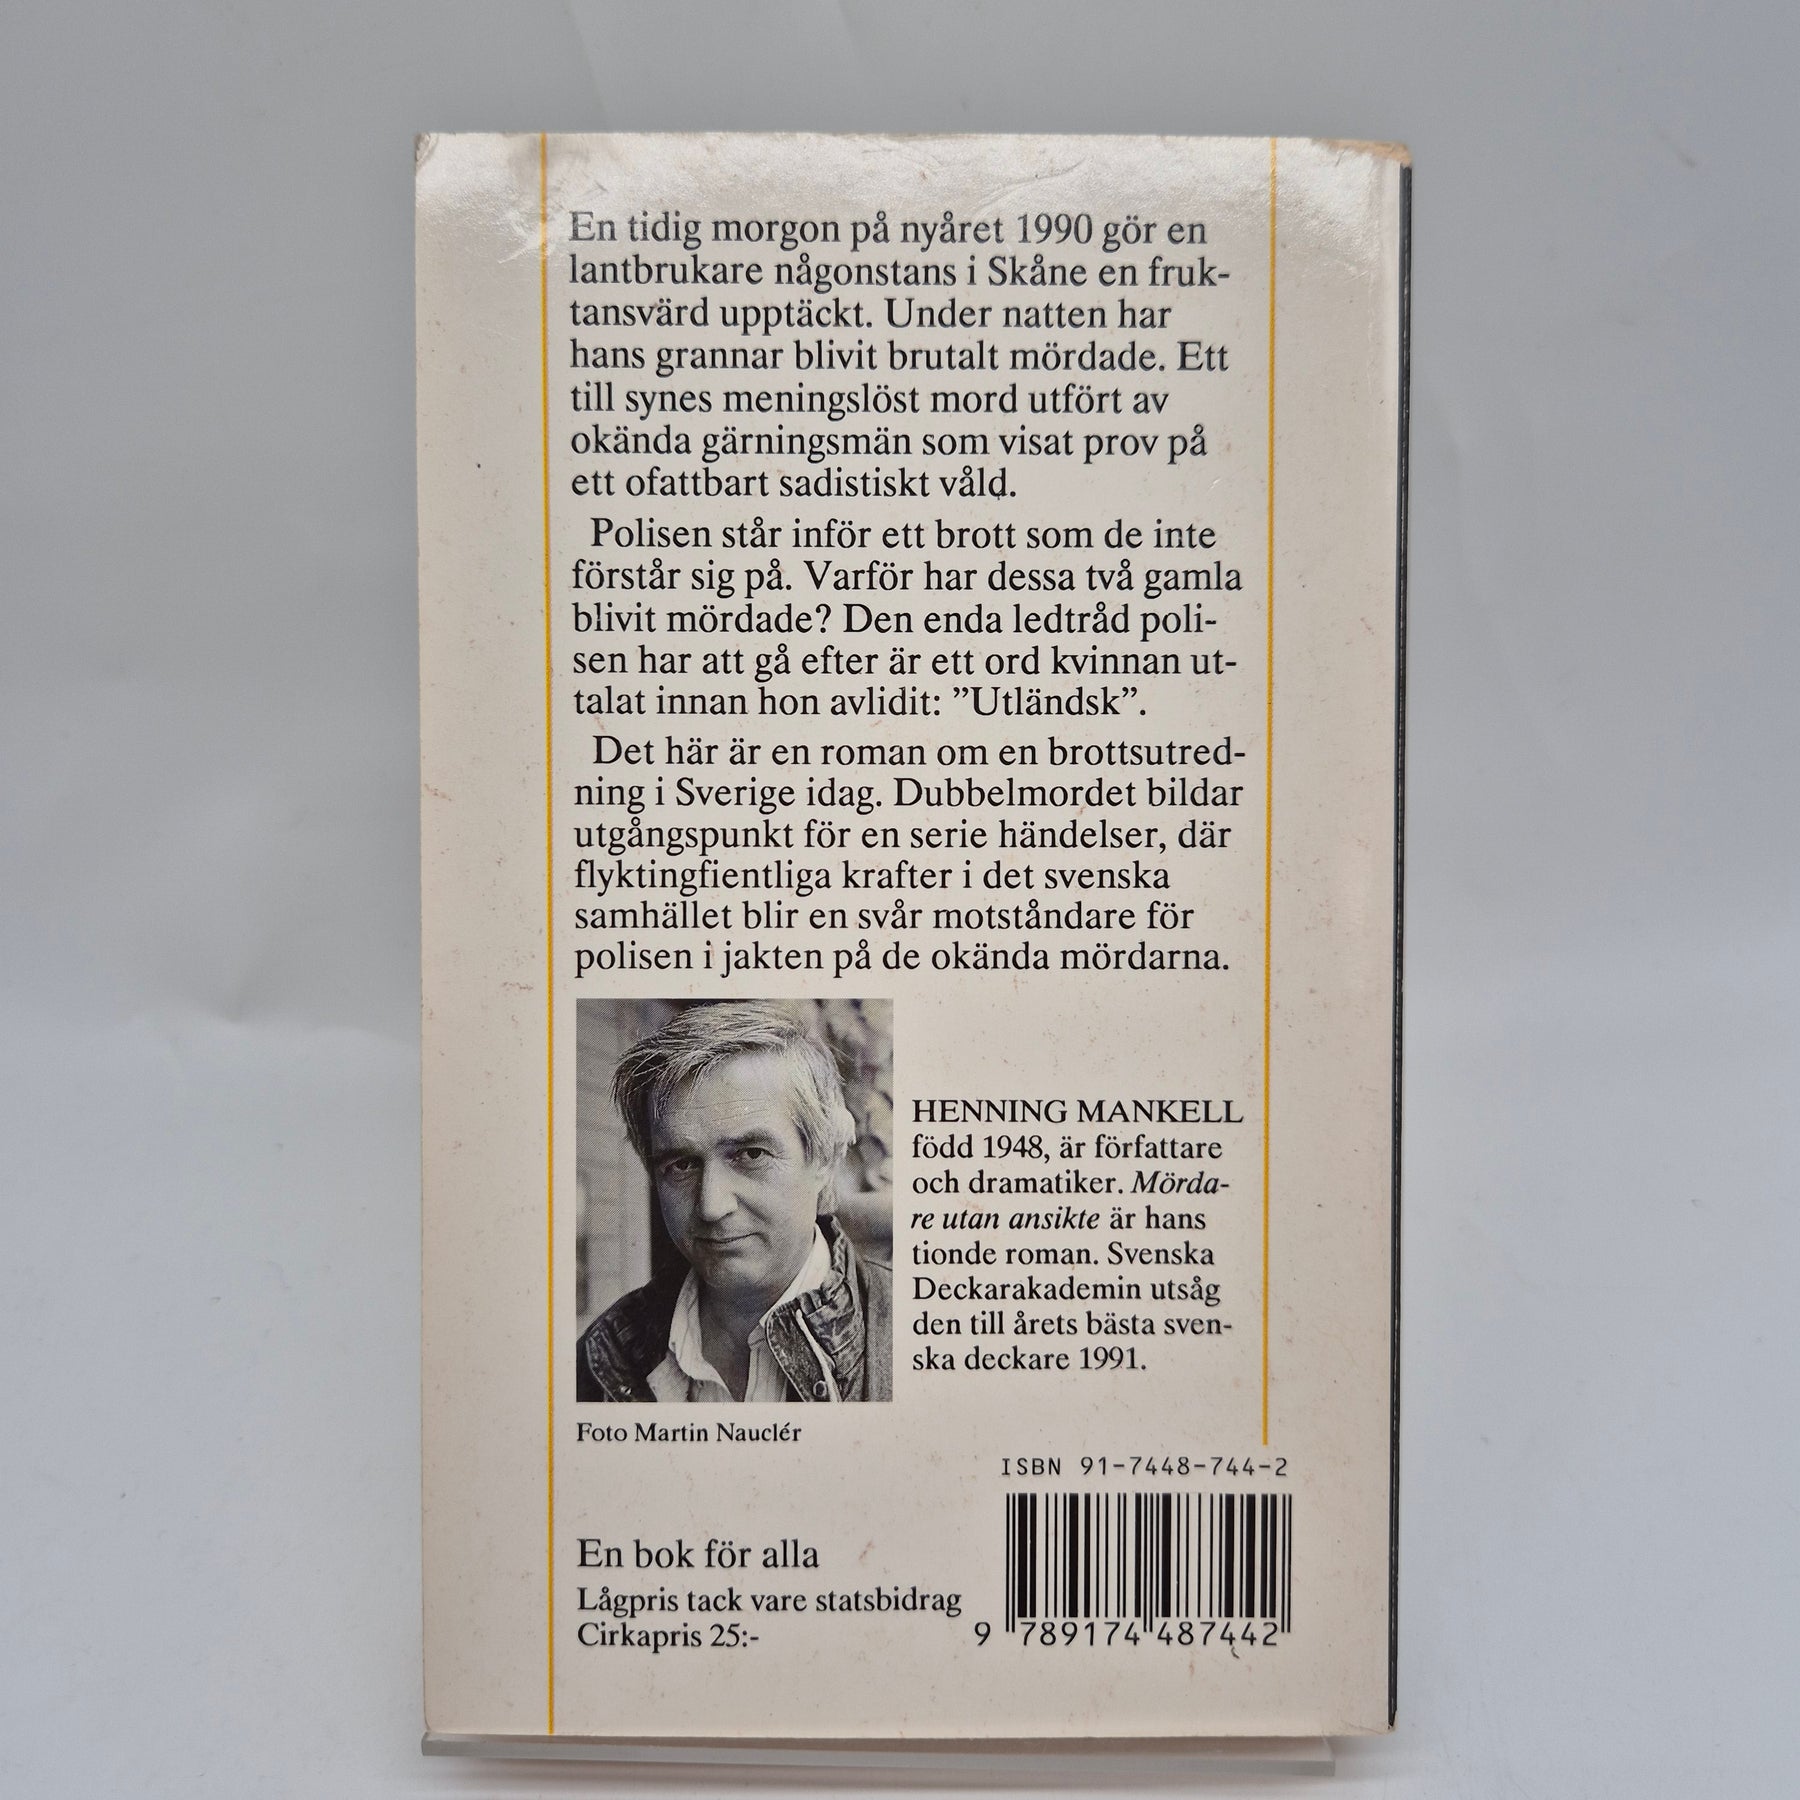 En tidig morgon på nyåret 1990 gör en
lantbrukare någonstans i Skåne en fruk-
tansvärd upptäckt. Under natten har
hans grannar blivit brutalt mördade. Ett
till synes meningslöst mord utfört av
okända gärningsmän som visat prov på
ett ofattbart sadistiskt våld.
Polisen står inför ett brott som de inte
förstår sig på. Varför har dessa två gamla
blivit mördade? Den enda ledtråd poli-
sen har att gå efter är ett ord kvinnan ut-
talat innan hon avlidit: ”Utländsk”.
Det här är en roman om en brottsutred-
ning i Sverige idag. Dubbelmordet bildar
utgångspunkt för en serie händelser, där
flyktingfientliga krafter i det svenska
samhället blir en svår motståndare för
polisen i jakten på de okända mördarna.
HENNING MANKELL
född 1948, är författare
och dramatiker. Mörda-
re utan ansikte är hans
tionde roman. Svenska
Deckarakademin utsåg
den till årets bästa sven-
ska deckare 1991.
Foto Martin Nauclér
ISBN 91-7448-744-2
En bok för alla
Lågpris tack vare statsbidrag
Cirkapris 25:-
9 789174 487442